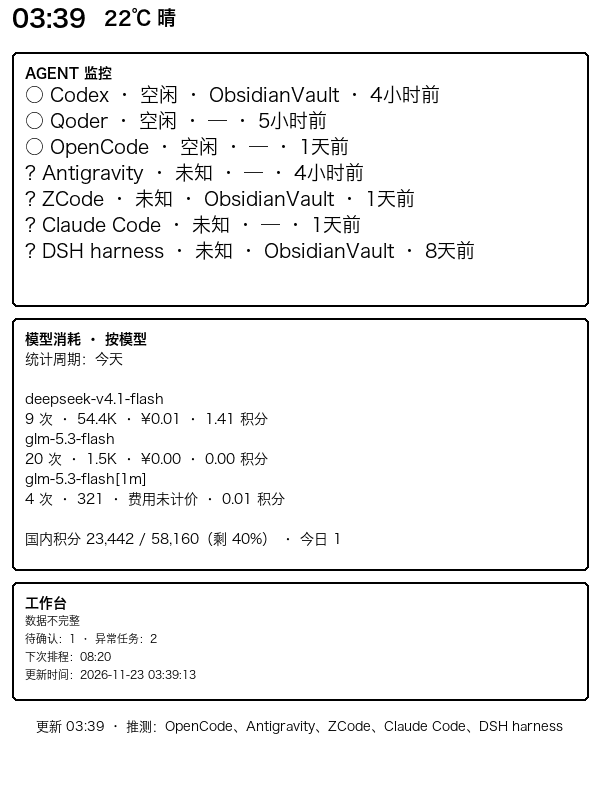 03:39 22℃ 晴
AGENT 监控
○ Codex · 空闲 · ObsidianVault · 4小时前
○ Qoder · 空闲 · — · 5小时前
○ OpenCode · 空闲 · — · 1天前
? Antigravity · 未知 · — · 4小时前
? ZCode · 未知 · ObsidianVault · 1天前
? Claude Code · 未知 · — · 1天前
? DSH harness · 未知 · ObsidianVault · 8天前
模型消耗 · 按模型
统计周期：今天
deepseek-v4.1-flash
9 次 · 54.4K · ¥0.01 · 1.41 积分
glm-5.3-flash
20 次 · 1.5K · ¥0.00 · 0.00 积分
glm-5.3-flash[1m]
4 次 · 321 · 费用未计价 · 0.01 积分
国内积分 23,442 / 58,160（剩 40%） · 今日 1
工作台
数据不完整
待确认：1 · 异常任务：2
下次排程：08:20
更新时间：2026-11-23 03:39:13
更新 03:39 · 推测：OpenCode、Antigravity、ZCode、Claude Code、DSH harness